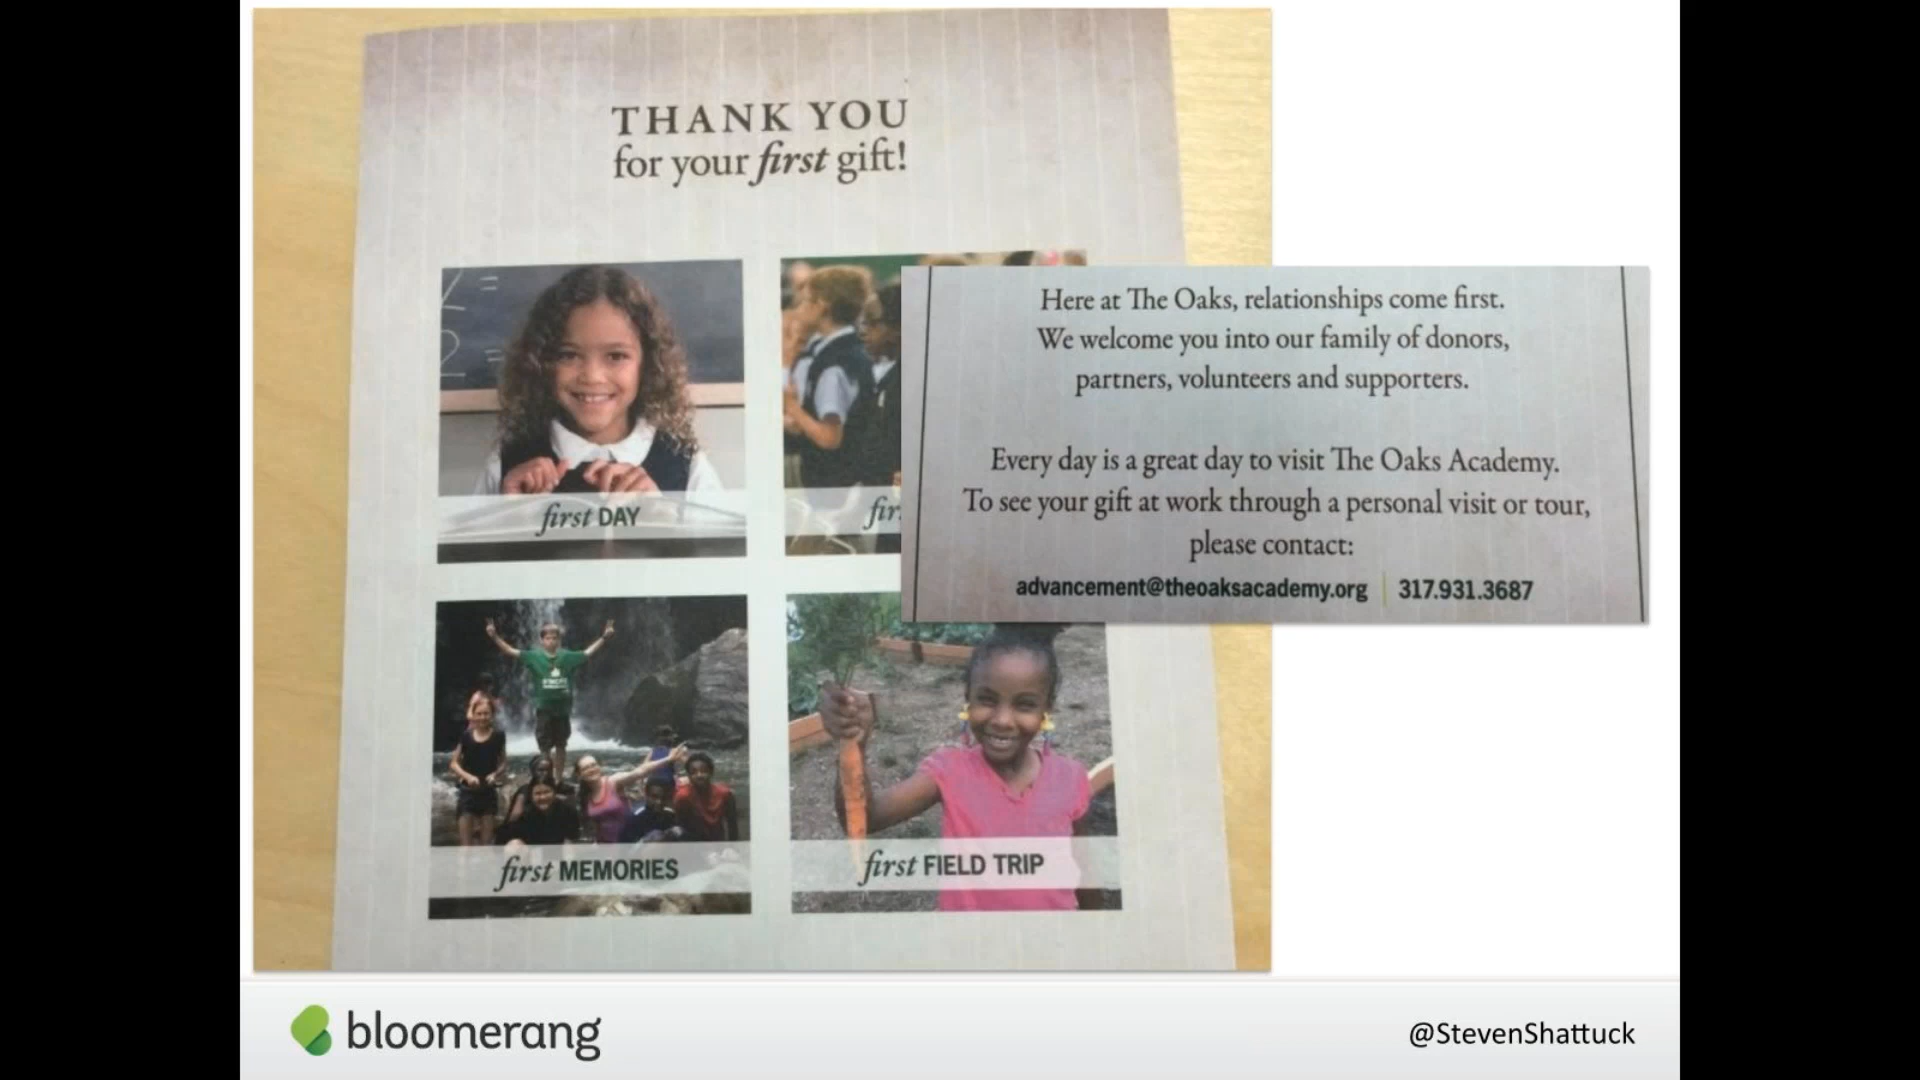 THANK YOU
for your first gift!
first DAY
first MEMORIES
first FIELD TRIP
Here at The Oaks, relationships come first.
We welcome you into our family of donors,
partners, volunteers and supporters.
Every day is a great day to visit The Oaks Academy.
To see your gift at work through a personal visit or tour,
please contact:
advancement@theoaksacademy.org | 317.931.3687
bloomerang
@StevenShattuck